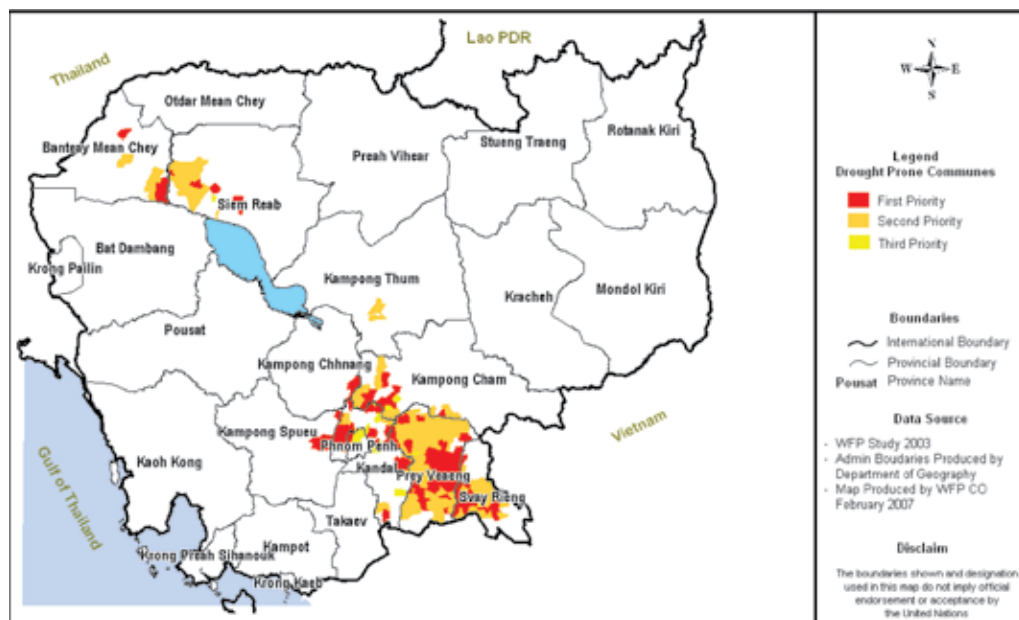 Lao PDR
Thailand
Otdar Mean Chey
Banteay Mean Chey
Preah Vihear
Stueng Traeng
Rotanak Kiri
Siem Reab
Bat Dambang
Krong Pailin
Kampong Thum
Kracheh
Mondol Kiri
Pousat
Kampong Chhnang
Kampong Cham
Kampong Spueu
Phnom Penh
Vietnam
Kandal
Prey Veaeng
Kaoh Kong
Svay Rieng
Gulf of Thailand
Takaev
Kampot
Krong Preah Sihanouk
Krong Kaeb
N
W E
S
Legend
Drought Prone Communes
First Priority
Second Priority
Third Priority
Boundaries
International Boundary
Provincial Boundary
Pousat Province Name
Data Source
- WFP Study 2003
- Admin Boudaries Produced by
Department of Geography
- Map Produced by WFP CO
February 2007
Disclaim
The boundaries shown and designation
used in this map do not imply official
endorsement or acceptance by
the United Nations